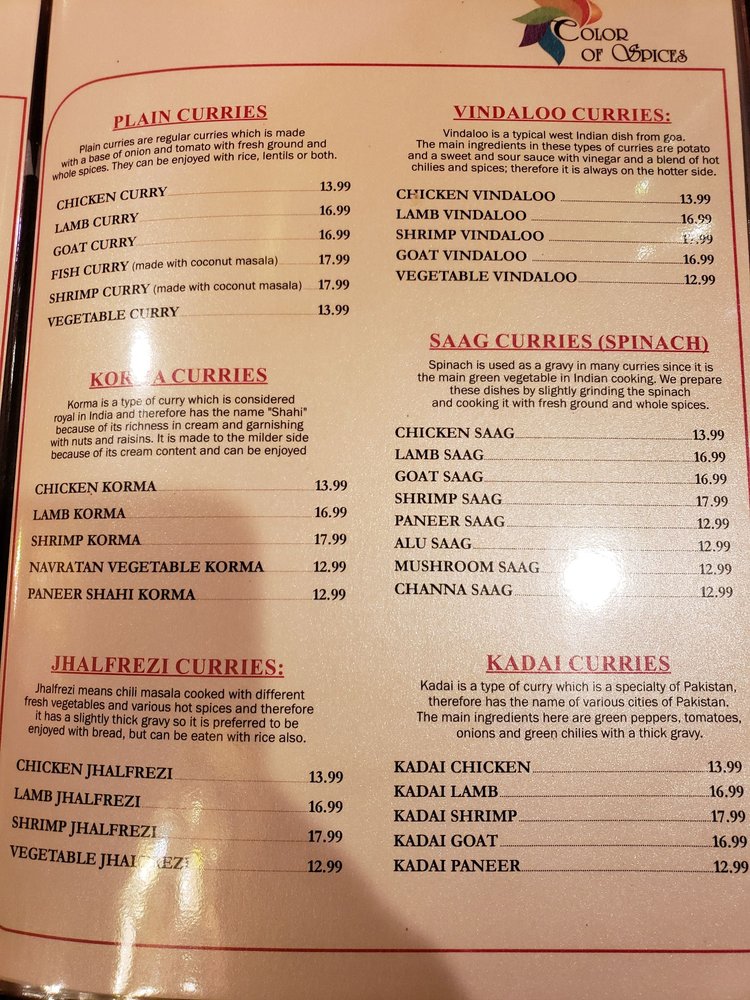 COLOR
OF SPICES
PLAIN CURRIES
Plain curries are regular curries which is made
with a base of onion and tomato with fresh ground and
whole spices. They can be enjoyed with rice, lentils or both.
CHICKEN CURRY 13.99
LAMB CURRY 16.99
GOAT CURRY 16.99
FISH CURRY (made with coconut masala) 17.99
SHRIMP CURRY (made with coconut masala) 17.99
VEGETABLE CURRY 13.99
KORMA CURRIES
Korma is a type of curry which is considered
royal in India and therefore has the name "Shahi"
because of its richness in cream and garnishing
with nuts and raisins. It is made to the milder side
because of its cream content and can be enjoyed
CHICKEN KORMA 13.99
LAMB KORMA 16.99
SHRIMP KORMA 17.99
NAVRATAN VEGETABLE KORMA 12.99
PANEER SHAHI KORMA 12.99
JHALFREZI CURRIES:
Jhalfrezi means chili masala cooked with different
fresh vegetables and various hot spices and therefore
it has a slightly thick gravy so it is preferred to be
enjoyed with bread, but can be eaten with rice also.
CHICKEN JHALFREZI 13.99
LAMB JHALFREZI 16.99
SHRIMP JHALFREZI 17.99
VEGETABLE JHALFREZI 12.99
VINDALOO CURRIES:
Vindaloo is a typical west Indian dish from goa.
The main ingredients in these types of curries are potato
and a sweet and sour sauce with vinegar and a blend of hot
chilies and spices; therefore it is always on the hotter side.
CHICKEN VINDALOO 13.99
LAMB VINDALOO 16.99
SHRIMP VINDALOO 17.99
GOAT VINDALOO 16.99
VEGETABLE VINDALOO 12.99
SAAG CURRIES (SPINACH)
Spinach is used as a gravy in many curries since it is
the main green vegetable in Indian cooking. We prepare
these dishes by slightly grinding the spinach
and cooking it with fresh ground and whole spices.
CHICKEN SAAG 13.99
LAMB SAAG 16.99
GOAT SAAG 16.99
SHRIMP SAAG 17.99
PANEER SAAG 12.99
ALU SAAG 12.99
MUSHROOM SAAG 12.99
CHANNA SAAG 12.99
KADAI CURRIES
Kadai is a type of curry which is a specialty of Pakistan,
therefore has the name of various cities of Pakistan.
The main ingredients here are green peppers, tomatoes,
onions and green chilies with a thick gravy.
KADAI CHICKEN 13.99
KADAI LAMB 16.99
KADAI SHRIMP 17.99
KADAI GOAT 16.99
KADAI PANEER 12.99